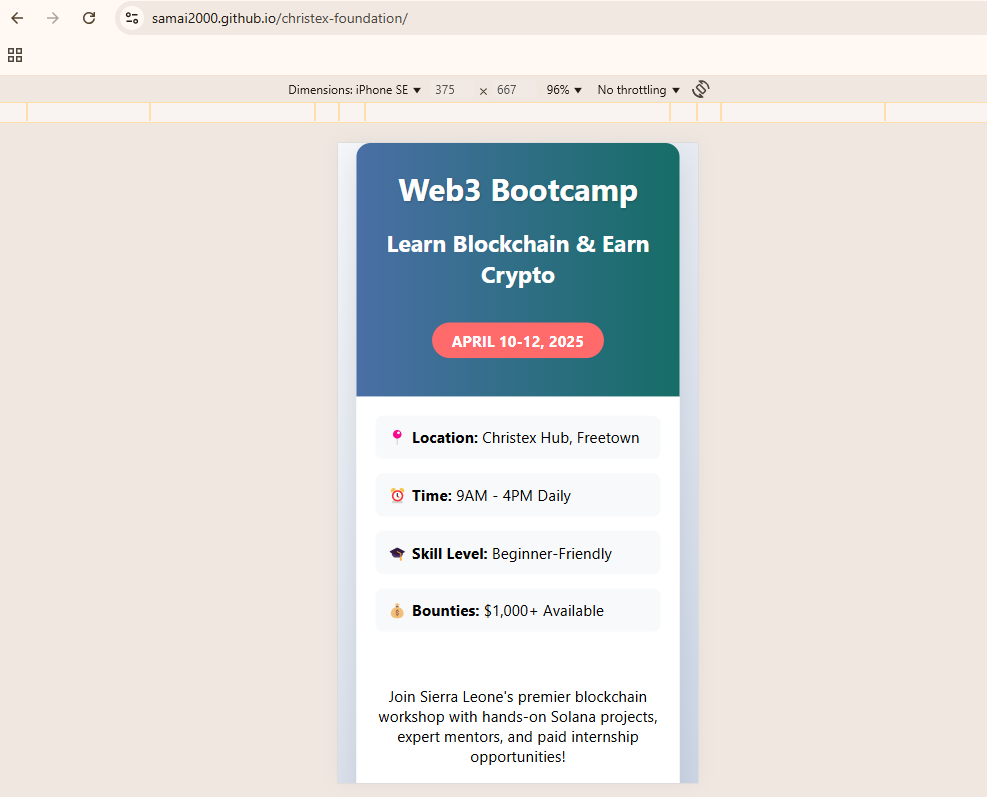 samai2000.github.io/christex-foundation/
Dimensions: iPhone SE ▼ 375 × 667 96% ▼ No throttling ▼
Web3 Bootcamp
Learn Blockchain & Earn
Crypto
APRIL 10-12, 2025
📍 Location: Christex Hub, Freetown
⏰ Time: 9AM - 4PM Daily
🎓 Skill Level: Beginner-Friendly
💰 Bounties: $1,000+ Available
Join Sierra Leone's premier blockchain
workshop with hands-on Solana projects,
expert mentors, and paid internship
opportunities!